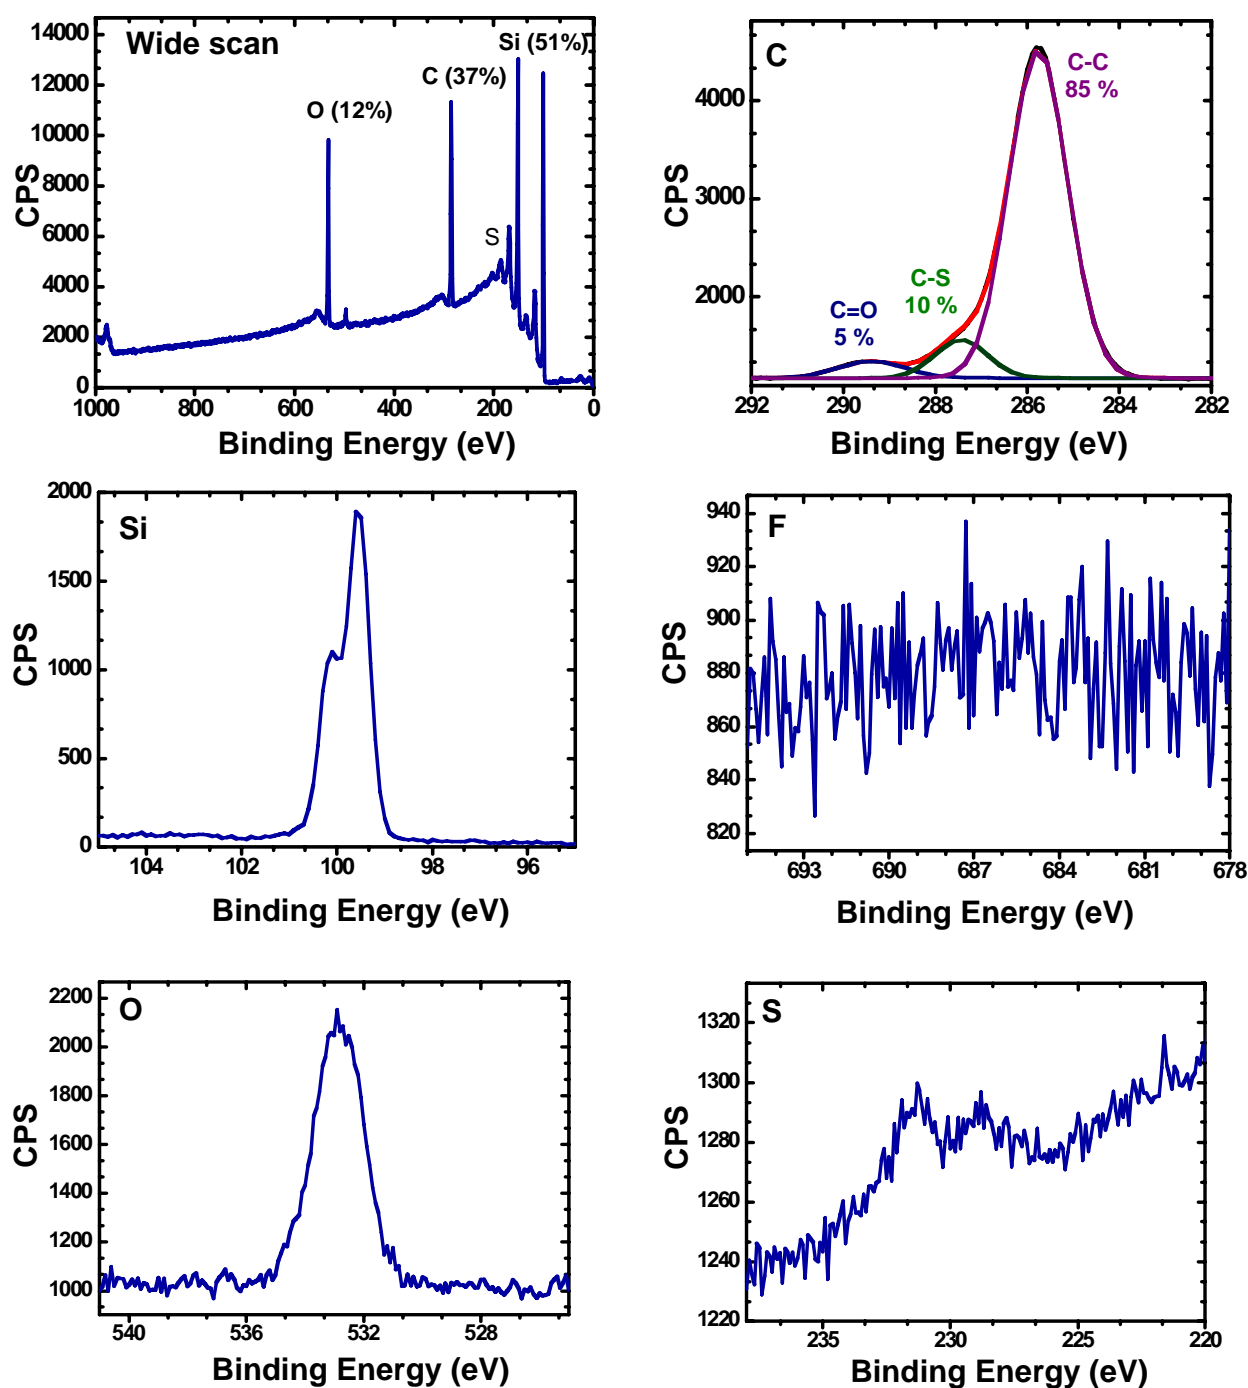 Wide scan
Si (51%)
C (37%)
O (12%)
S
14000
12000
10000
8000
6000
4000
2000
0
CPS
1000 800 600 400 200 0
Binding Energy (eV)
C
C-C
85 %
C-S
10 %
C=O
5 %
4000
3000
2000
CPS
292 290 288 286 284 282
Binding Energy (eV)
Si
2000
1500
1000
500
0
CPS
104 102 100 98 96
Binding Energy (eV)
F
940
920
900
880
860
840
820
CPS
693 690 687 684 681 678
Binding Energy (eV)
O
2200
2000
1800
1600
1400
1200
1000
CPS
540 536 532 528
Binding Energy (eV)
S
1320
1300
1280
1260
1240
1220
CPS
235 230 225 220
Binding Energy (eV)